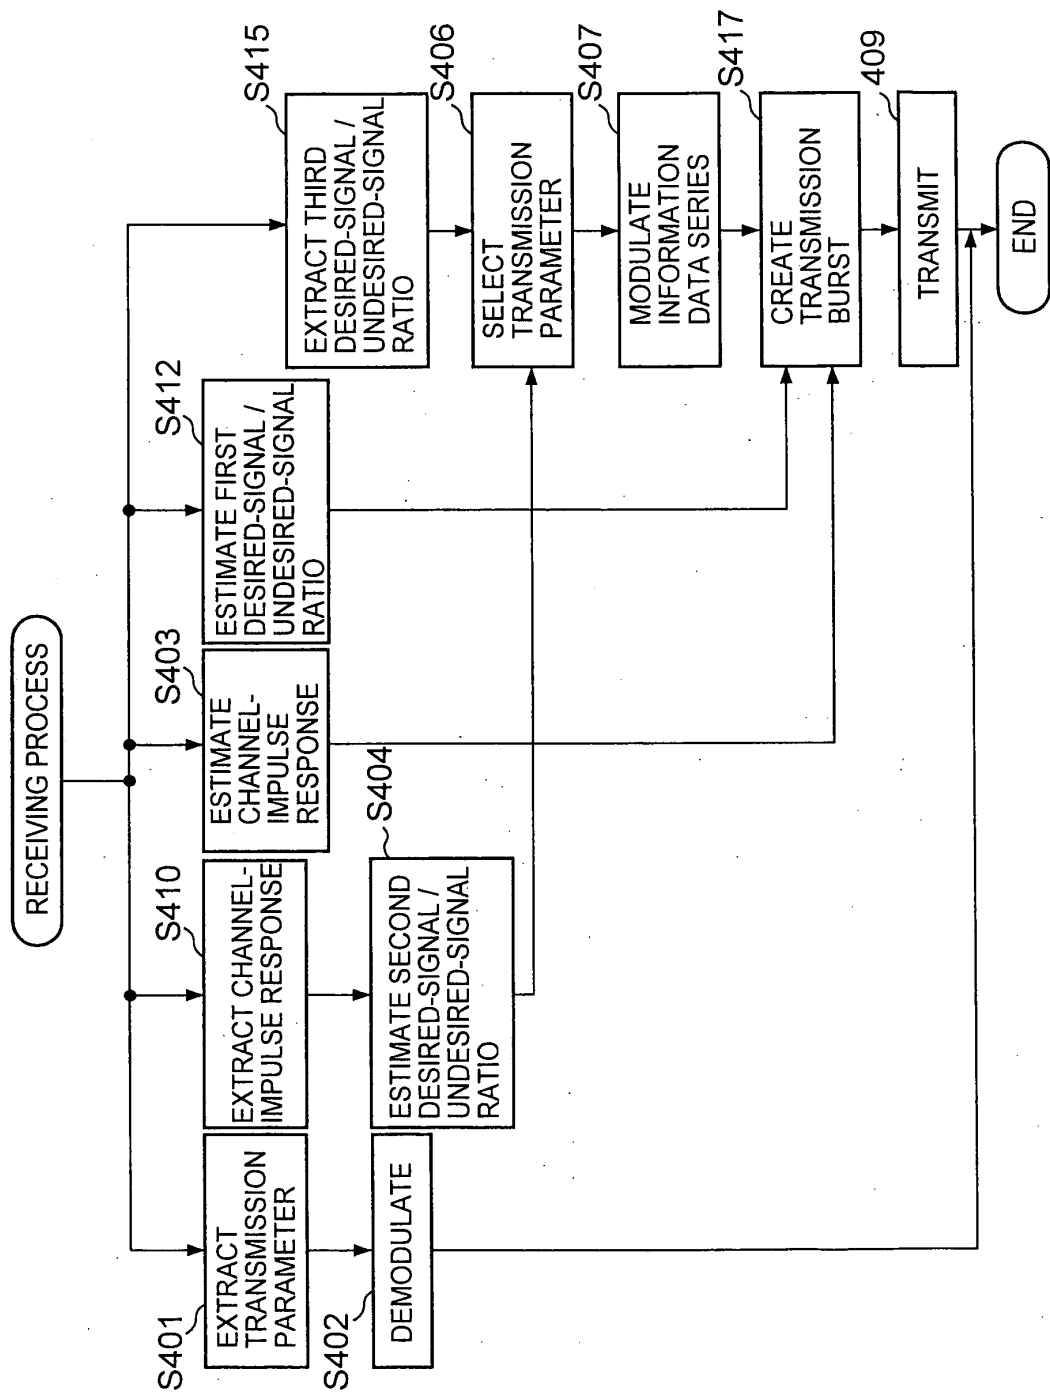 RECEIVING PROCESS
S401
EXTRACT
TRANSMISSION
PARAMETER
S402
DEMODULATE
S410
EXTRACT CHANNEL-
IMPULSE RESPONSE
S404
ESTIMATE SECOND
DESIRED-SIGNAL /
UNDESIRED-SIGNAL
RATIO
S403
ESTIMATE
CHANNEL-
IMPULSE
RESPONSE
S412
ESTIMATE FIRST
DESIRED-SIGNAL /
UNDESIRED-SIGNAL
RATIO
S415
EXTRACT THIRD
DESIRED-SIGNAL /
UNDESIRED-SIGNAL
RATIO
S406
SELECT
TRANSMISSION
PARAMETER
S407
MODULATE
INFORMATION
DATA SERIES
S417
CREATE
TRANSMISSION
BURST
409
TRANSMIT
END